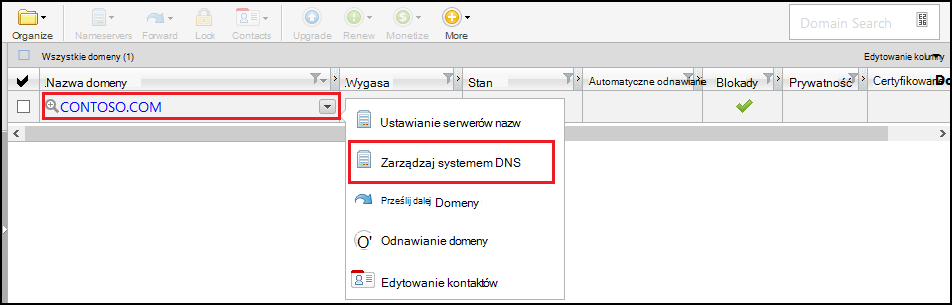 Organize Nameservers Forward Lock Contacts Upgrade Renew Monetize More
Domain Search
Wszystkie domeny (1) Edytowanie kolumny
Nazwa domeny Wygasa Stan Automatyczne odnawianie Blokady Prywatność Certyfikowana Do
CONTOSO.COM
Ustawianie serwerów nazw
Zarządzaj systemem DNS
Prześlij dalej Domeny
O' Odnawianie domeny
Edytowanie kontaktów